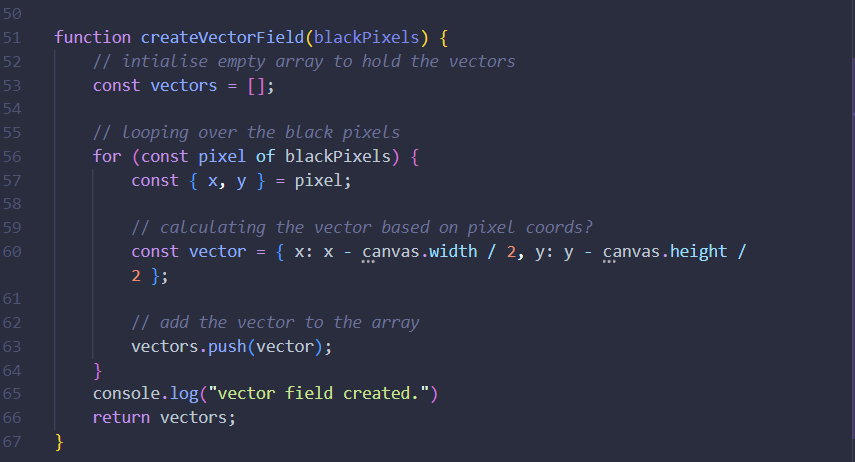 50
51 function createVectorField(blackPixels) {
52 // intialise empty array to hold the vectors
53 const vectors = [];
54
55 // looping over the black pixels
56 for (const pixel of blackPixels) {
57 const { x, y } = pixel;
58
59 // calculating the vector based on pixel coords?
60 const vector = { x: x - canvas.width / 2, y: y - canvas.height /
2 };
61
62 // add the vector to the array
63 vectors.push(vector);
64 }
65 console.log("vector field created.")
66 return vectors;
67 }